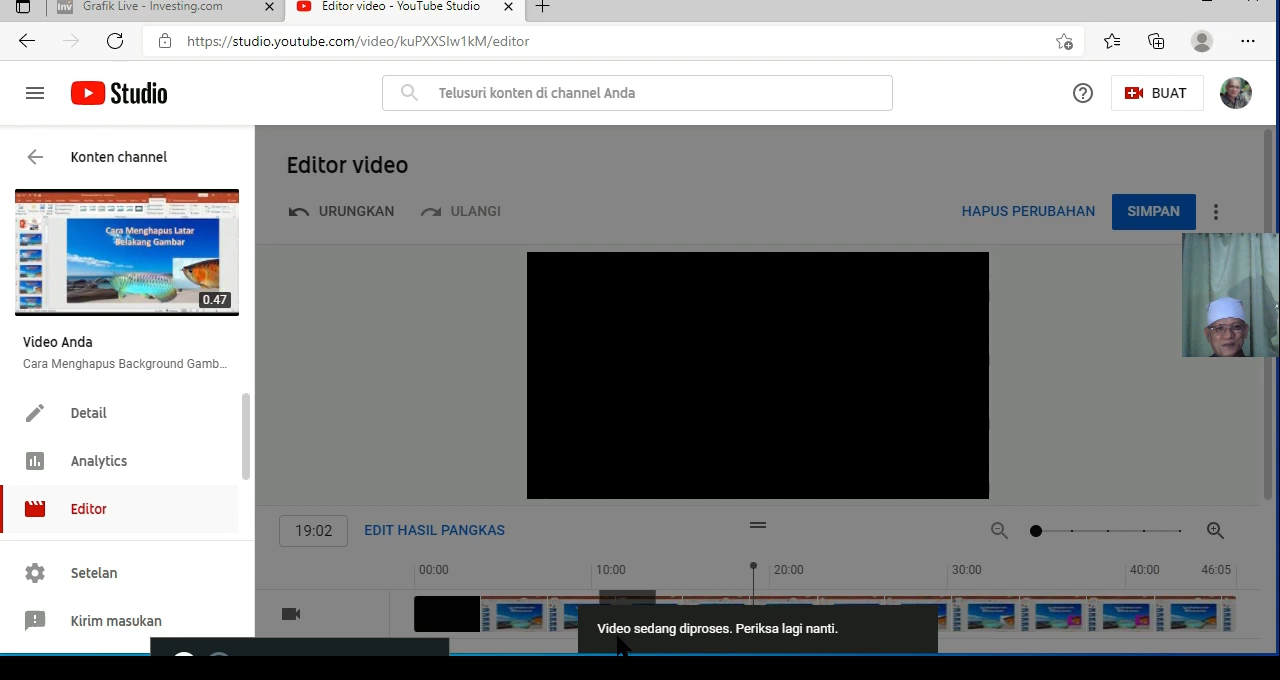 Grafik Live - Investing.com
Editor video - YouTube Studio
https://studio.youtube.com/video/kuPXXSIw1kM/editor
Studio
Telusuri konten di channel Anda
BUAT
Konten channel
Cara Menghapus Latar
Belakang Gambar
0.47
Video Anda
Cara Menghapus Background Gamb...
Detail
Analytics
Editor
Setelan
Kirim masukan
Editor video
URUNGKAN
ULANGI
HAPUS PERUBAHAN
SIMPAN
19:02
EDIT HASIL PANGKAS
00:00
10:00
20:00
30:00
40:00
46:05
Video sedang diproses. Periksa lagi nanti.